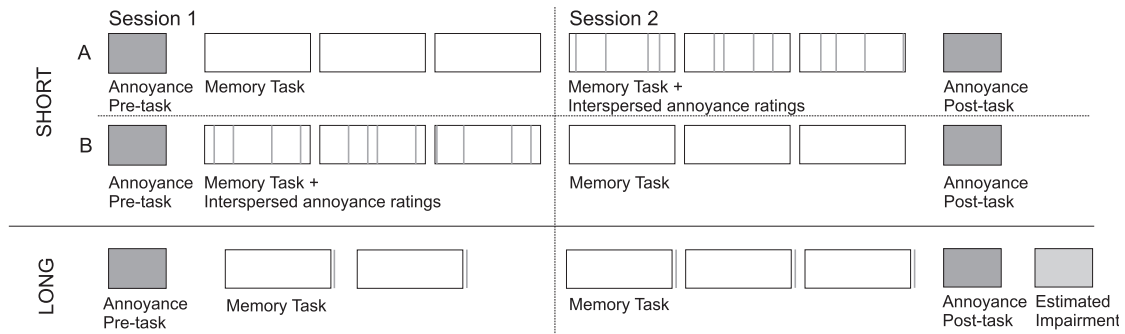 Session 1
Session 2
SHORT
A
Annoyance
Pre-task
Memory Task
Memory Task +
Interspersed annoyance ratings
Annoyance
Post-task
B
Annoyance
Pre-task
Memory Task +
Interspersed annoyance ratings
Memory Task
Annoyance
Post-task
LONG
Annoyance
Pre-task
Memory Task
Memory Task
Annoyance
Post-task
Estimated
Impairment